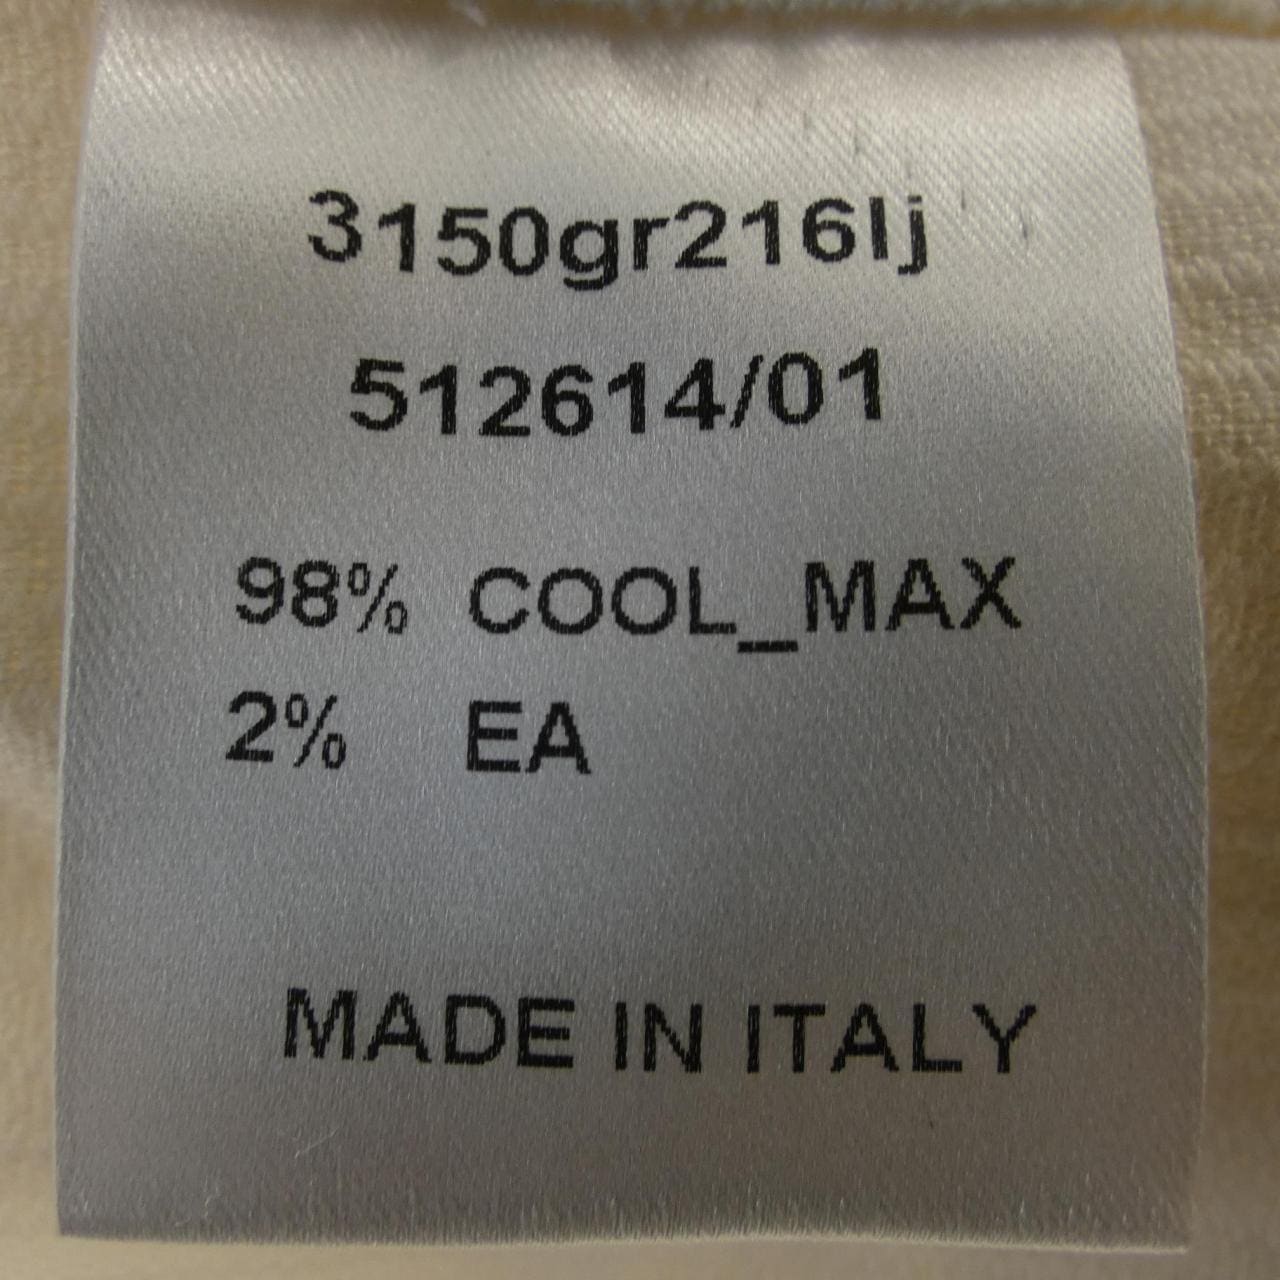 3150gr216lj
512614/01
98% COOL_MAX
2% EA
MADE IN ITALY